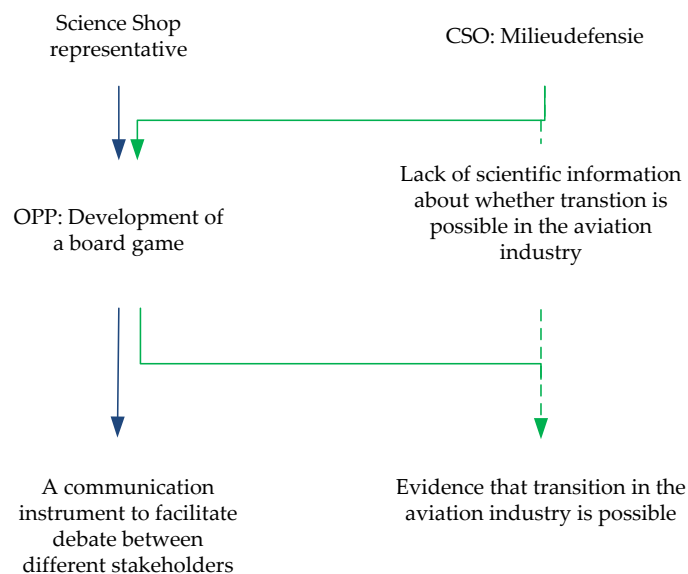 Science Shop
representative
CSO: Milieudefensie
OPP: Development of
a board game
Lack of scientific information
about whether transtion is
possible in the aviation
industry
A communication
instrument to facilitate
debate between
different stakeholders
Evidence that transition in the
aviation industry is possible